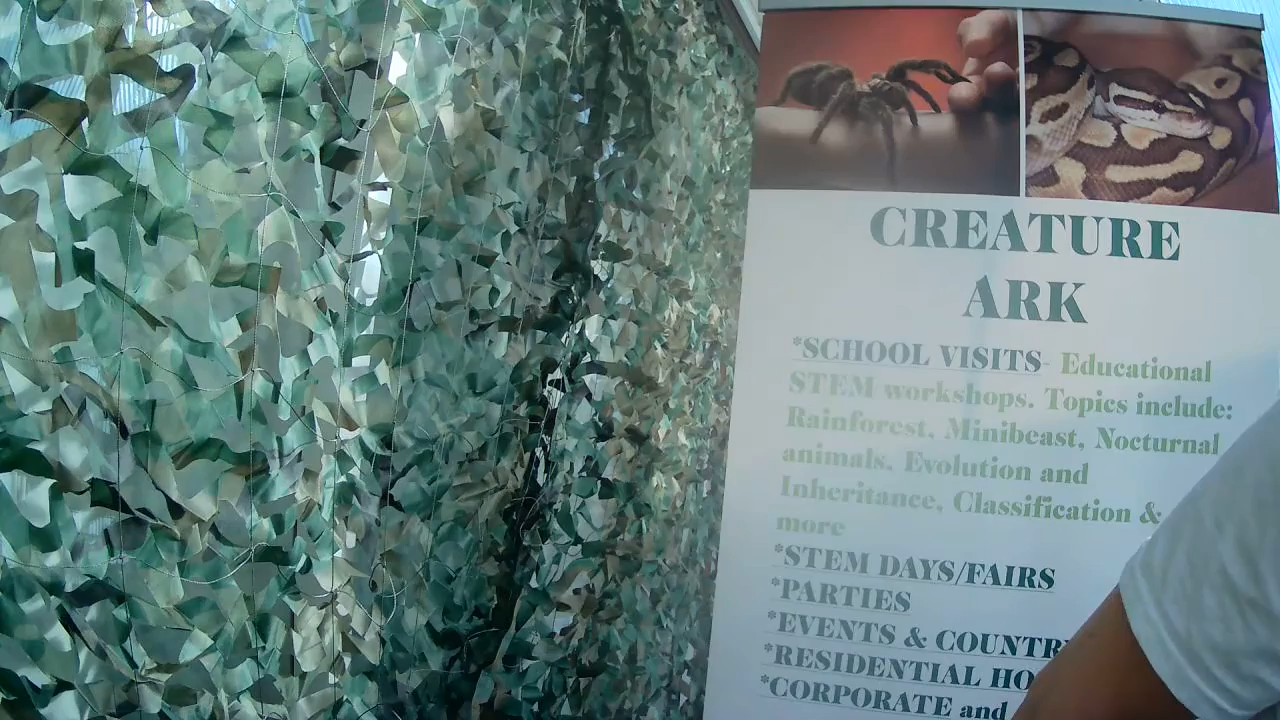 CREATURE
ARK
*SCHOOL VISITS- Educational
STEM workshops. Topics include:
Rainforest, Minibeast, Nocturnal
animals, Evolution and
Inheritance, Classification &
more
*STEM DAYS/FAIRS
*PARTIES
*EVENTS & COUNTR
*RESIDENTIAL HO
*CORPORATE and